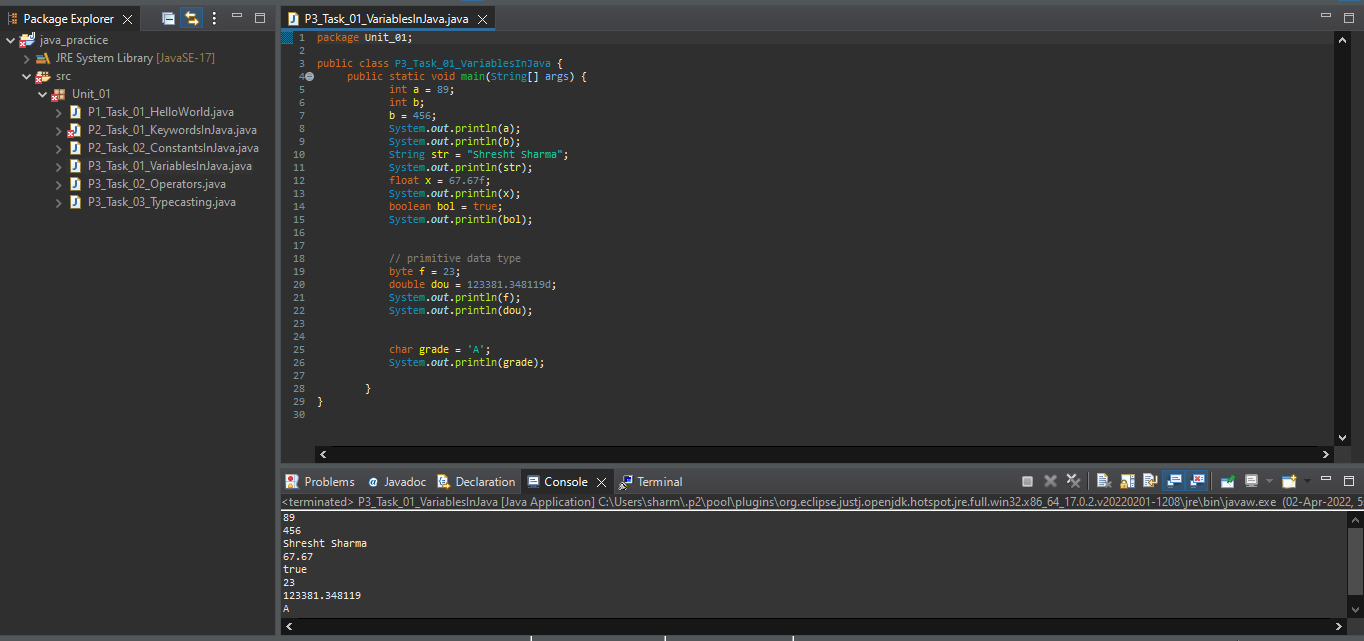 Package Explorer
java_practice
JRE System Library [JavaSE-17]
src
Unit_01
P1_Task_01_HelloWorld.java
P2_Task_01_KeywordsInJava.java
P2_Task_02_ConstantsInJava.java
P3_Task_01_VariablesInJava.java
P3_Task_02_Operators.java
P3_Task_03_Typecasting.java
P3_Task_01_VariablesInJava.java
1 package Unit_01;
2
3 public class P3_Task_01_VariablesInJava {
4 public static void main(String[] args) {
5 int a = 89;
6 int b;
7 b = 456;
8 System.out.println(a);
9 System.out.println(b);
10 String str = "Shresht Sharma";
11 System.out.println(str);
12 float x = 67.67f;
13 System.out.println(x);
14 boolean bol = true;
15 System.out.println(bol);
16
17
18 // primitive data type
19 byte f = 23;
20 double dou = 123381.348119d;
21 System.out.println(f);
22 System.out.println(dou);
23
24
25 char grade = 'A';
26 System.out.println(grade);
27
28 }
29 }
30
Problems Javadoc Declaration Console Terminal
<terminated> P3_Task_01_VariablesInJava [Java Application] C:\Users\sharm\.p2\pool\plugins\org.eclipse.justj.openjdk.hotspot.jre.full.win32.x86_64_17.0.2.v20220201-1208\jre\bin\javaw.exe (02-Apr-2022, 5
89
456
Shresht Sharma
67.67
true
23
123381.348119
A